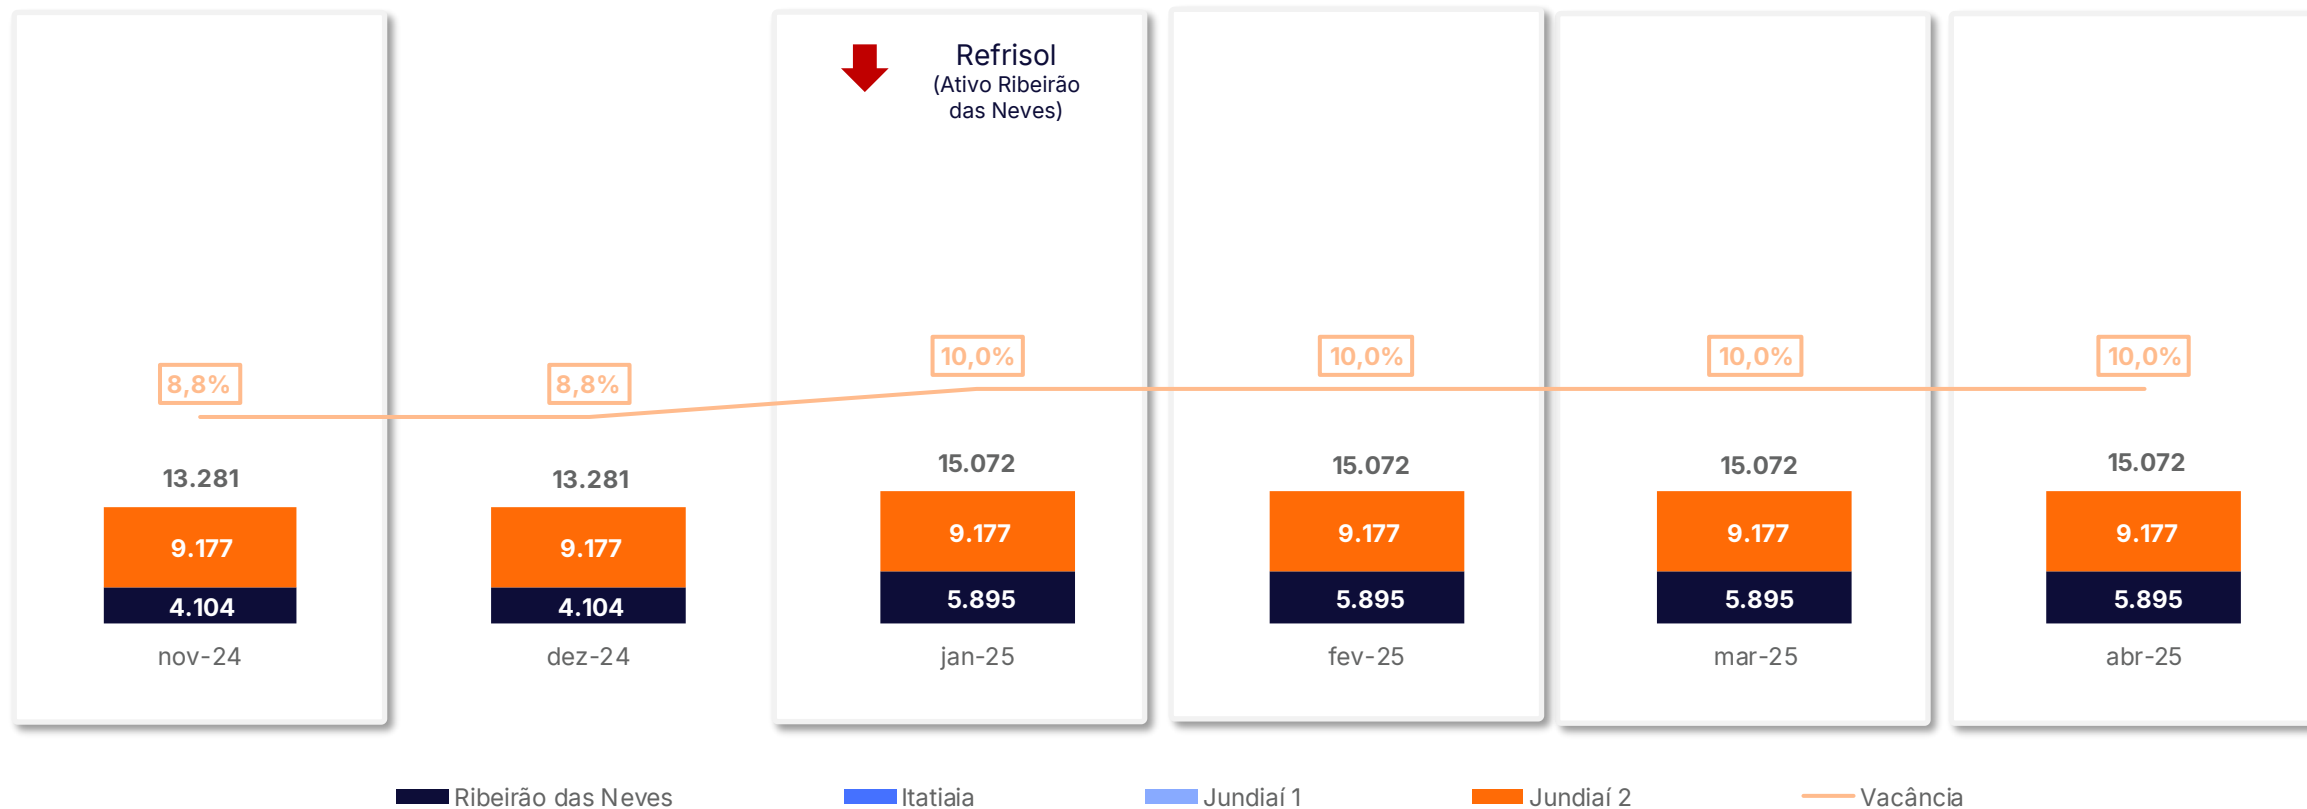 Refrisol
(Ativo Ribeirão
das Neves)
8,8%
8,8%
10,0%
10,0%
10,0%
10,0%
13.281
13.281
15.072
15.072
15.072
15.072
9.177
9.177
9.177
9.177
9.177
9.177
4.104
4.104
5.895
5.895
5.895
5.895
nov-24
dez-24
jan-25
fev-25
mar-25
abr-25
Ribeirão das Neves
Itatiaia
Jundiaí 1
Jundiaí 2
Vacância